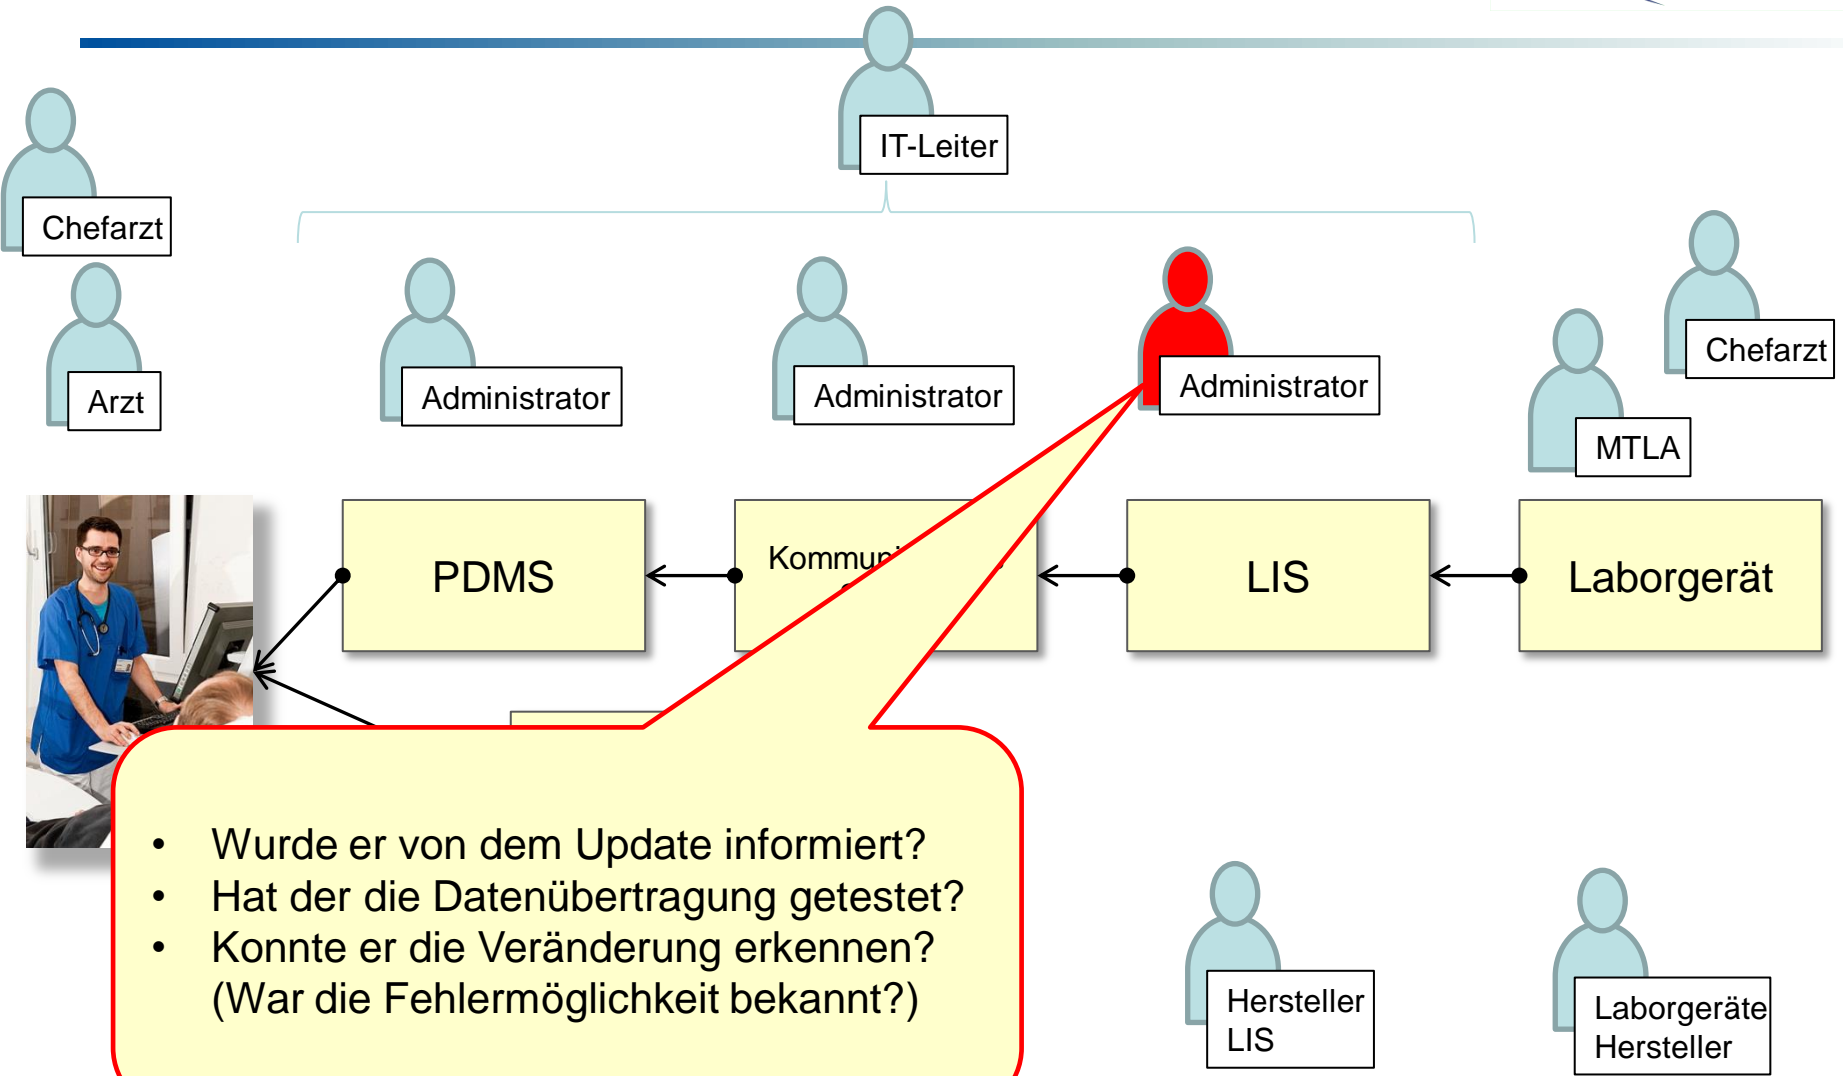 IT-Leiter
Chefarzt
Arzt
Administrator
Administrator
Administrator
Chefarzt
MTLA
PDMS
LIS
Laborgerät
• Wurde er von dem Update informiert?
• Hat der die Datenübertragung getestet?
• Konnte er die Veränderung erkennen?
(War die Fehlermöglichkeit bekannt?)
Hersteller
LIS
Laborgeräte
Hersteller